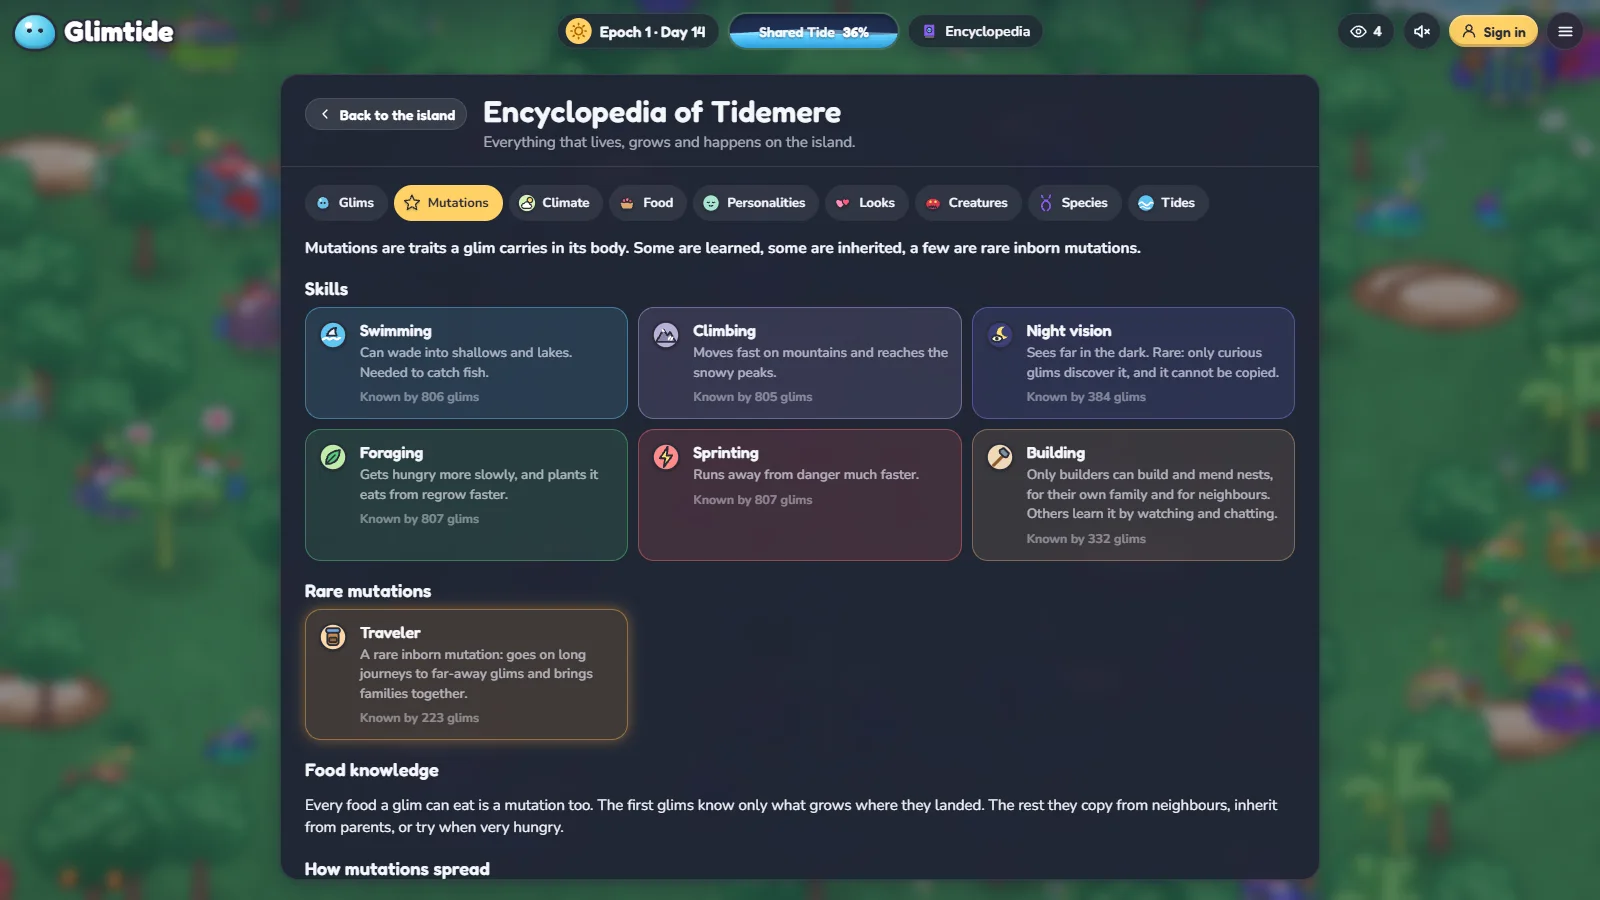 Glimtide
Epoch 1 · Day 14
Shared Tide 36%
Encyclopedia
4
Sign in
Back to the island
Encyclopedia of Tidemere
Everything that lives, grows and happens on the island.
Glims
Mutations
Climate
Food
Personalities
Looks
Creatures
Species
Tides
Mutations are traits a glim carries in its body. Some are learned, some are inherited, a few are rare inborn mutations.
Skills
Swimming
Can wade into shallows and lakes.
Needed to catch fish.
Known by 806 glims
Climbing
Moves fast on mountains and reaches the
snowy peaks.
Known by 805 glims
Night vision
Sees far in the dark. Rare: only curious
glims discover it, and it cannot be copied.
Known by 384 glims
Foraging
Gets hungry more slowly, and plants it
eats from regrow faster.
Known by 807 glims
Sprinting
Runs away from danger much faster.
Known by 807 glims
Building
Only builders can build and mend nests,
for their own family and for neighbours.
Others learn it by watching and chatting.
Known by 332 glims
Rare mutations
Traveler
A rare inborn mutation: goes on long
journeys to far-away glims and brings
families together.
Known by 223 glims
Food knowledge
Every food a glim can eat is a mutation too. The first glims know only what grows where they landed. The rest they copy from neighbours, inherit
from parents, or try when very hungry.
How mutations spread